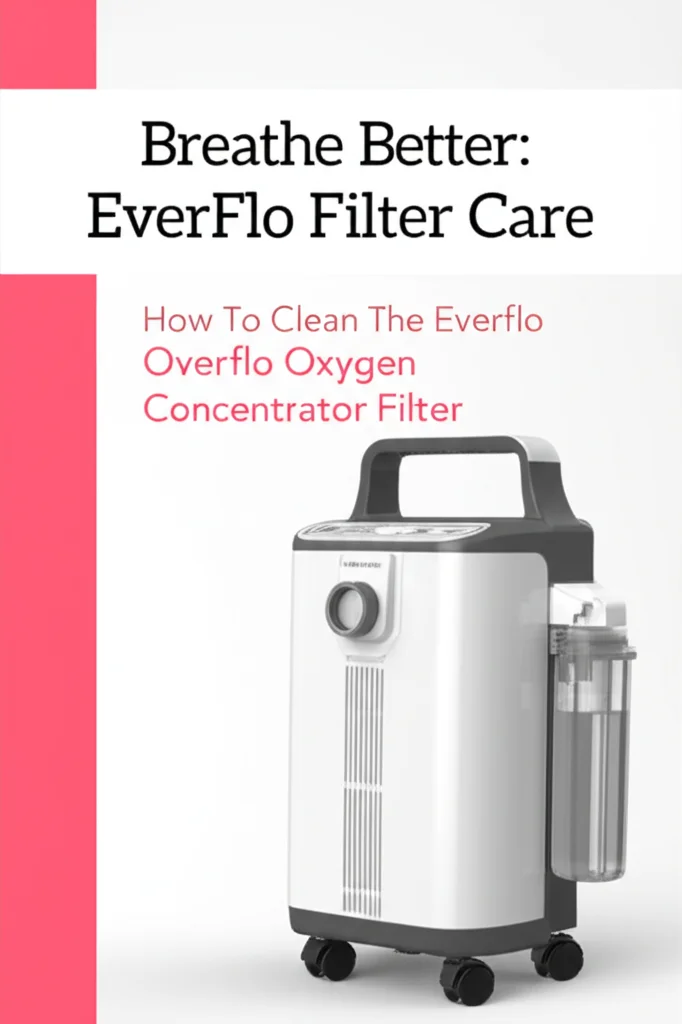 Breathe Better:
EverFlo Filter Care
How To Clean The Everflo
Overflo Oxygen
Concentrator Filter